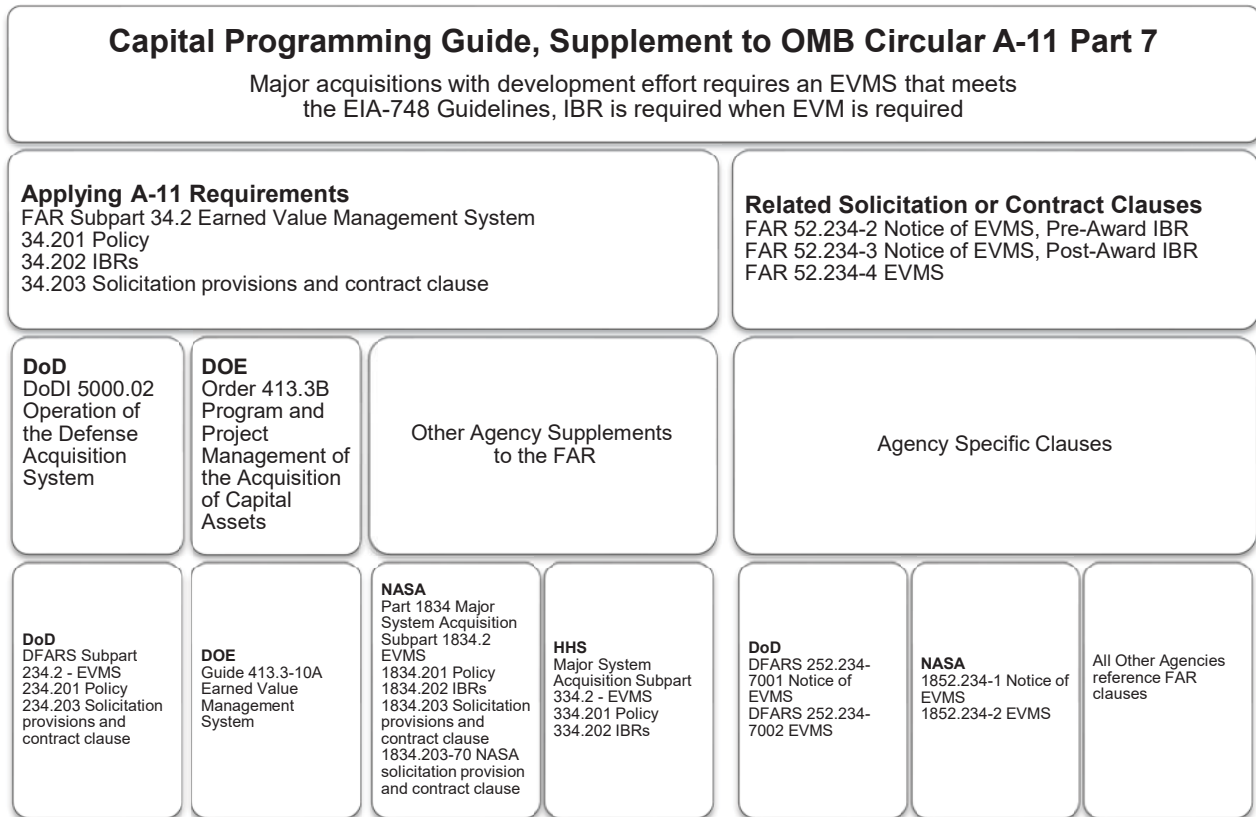 Capital Programming Guide, Supplement to OMB Circular A-11 Part 7
Major acquisitions with development effort requires an EVMS that meets
the EIA-748 Guidelines, IBR is required when EVM is required
Applying A-11 Requirements
FAR Subpart 34.2 Earned Value Management System
34.201 Policy
34.202 IBRs
34.203 Solicitation provisions and contract clause
Related Solicitation or Contract Clauses
FAR 52.234-2 Notice of EVMS, Pre-Award IBR
FAR 52.234-3 Notice of EVMS, Post-Award IBR
FAR 52.234-4 EVMS
DoD
DoDI 5000.02
Operation of
the Defense
Acquisition
System
DOE
Order 413.3B
Program and
Project
Management of
the Acquisition
of Capital
Assets
Other Agency Supplements
to the FAR
Agency Specific Clauses
DoD
DFARS Subpart
234.2 - EVMS
234.201 Policy
234.203 Solicitation
provisions and
contract clause
DOE
Guide 413.3-10A
Earned Value
Management
System
NASA
Part 1834 Major
System Acquisition
Subpart 1834.2
EVMS
1834.201 Policy
1834.202 IBRs
1834.203 Solicitation
provisions and
contract clause
1834.203-70 NASA
solicitation provision
and contract clause
HHS
Major System
Acquisition Subpart
334.2 - EVMS
334.201 Policy
334.202 IBRs
DoD
DFARS 252.234-
7001 Notice of
EVMS
DFARS 252.234-
7002 EVMS
NASA
1852.234-1 Notice of
EVMS
1852.234-2 EVMS
All Other Agencies
reference FAR
clauses